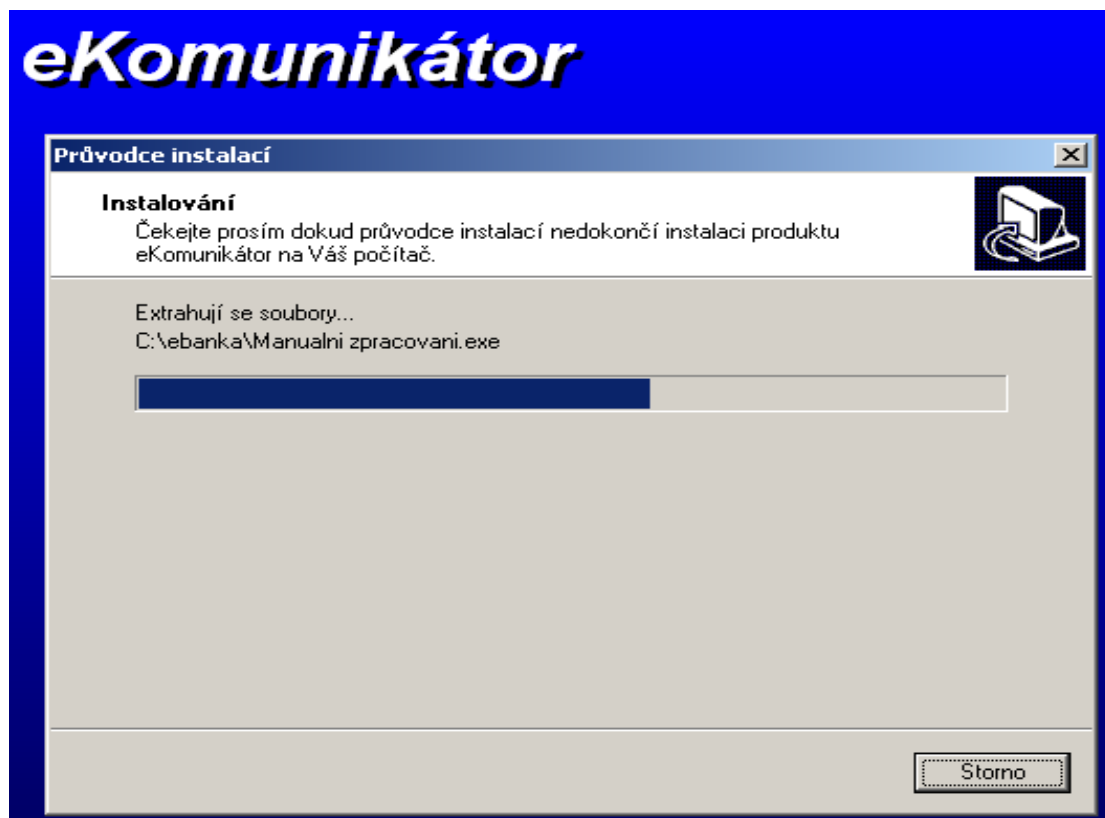 eKomunikátor
Průvodce instalací
Instalování
Čekejte prosím dokud průvodce instalací nedokončí instalaci produktu
eKomunikátor na Váš počítač.
Extrahují se soubory...
C:\ebanka\Manualni zpracovani.exe
Storno